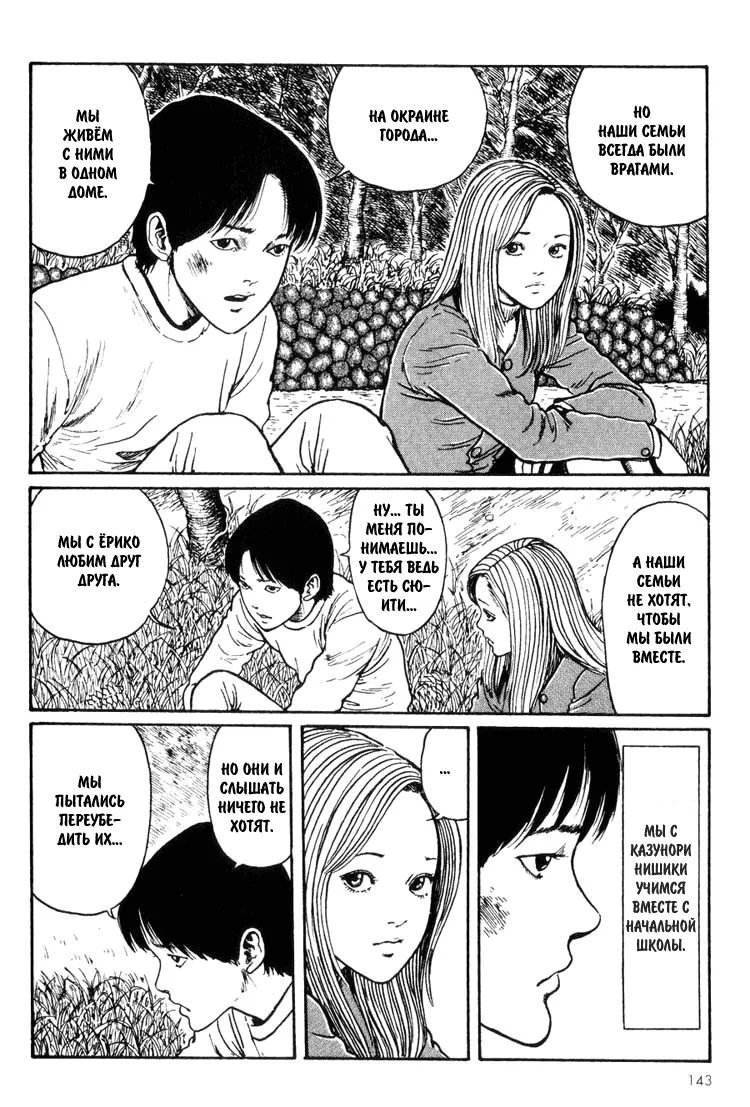 МЫ
ЖИВЁМ
С НИМИ
В ОДНОМ
ДОМЕ.
НА ОКРАИНЕ
ГОРОДА...
НО
НАШИ СЕМЬИ
ВСЕГДА БЫЛИ
ВРАГАМИ.
МЫ С ЁРИКО
ЛЮБИМ ДРУГ
ДРУГА.
НУ... ТЫ
МЕНЯ ПО-
НИМАЕШЬ...
У ТЕБЯ ВЕДЬ
ЕСТЬ СЮ-
ИТИ...
А НАШИ
СЕМЬИ
НЕ ХОТЯТ,
ЧТОБЫ
МЫ БЫЛИ
ВМЕСТЕ.
МЫ
ПЫТАЛИСЬ
ПЕРЕУБЕ-
ДИТЬ ИХ...
НО ОНИ И
СЛЫШАТЬ
НИЧЕГО НЕ
ХОТЯТ.
...
МЫ С
КАЗУНОРИ
НИШИКИ
УЧИМСЯ
ВМЕСТЕ С
НАЧАЛЬНОЙ
ШКОЛЫ.
143